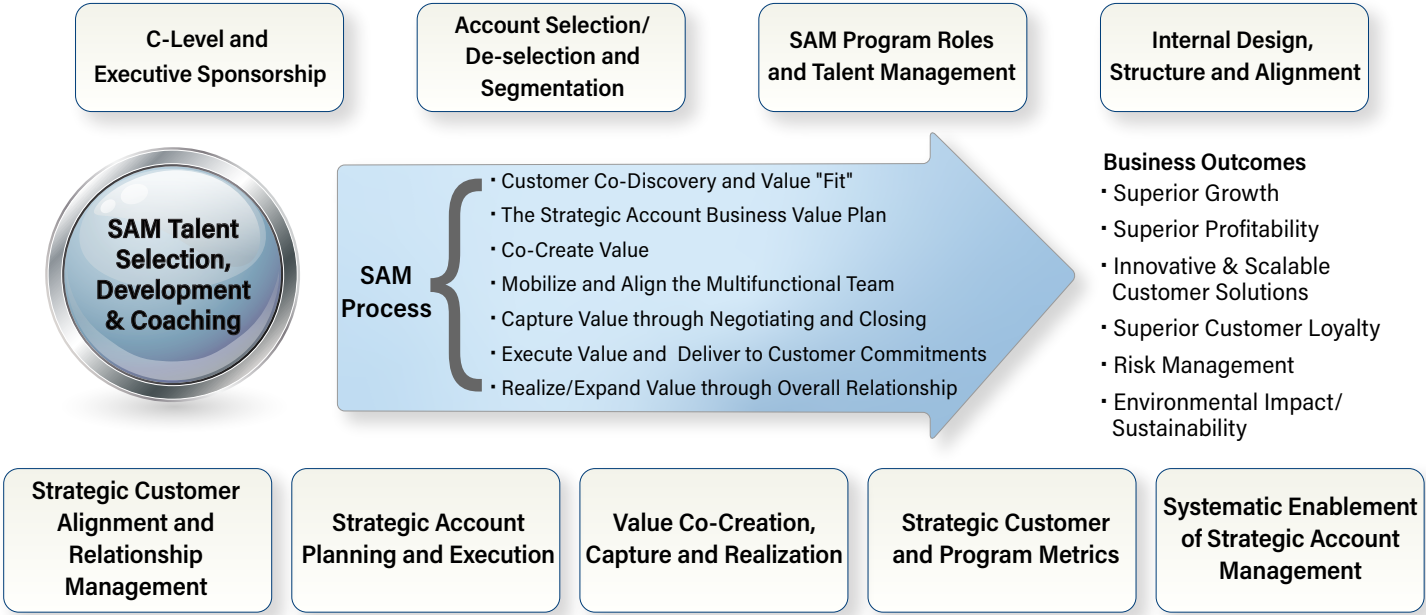 C-Level and
Executive Sponsorship
Account Selection/
De-selection and
Segmentation
SAM Program Roles
and Talent Management
Internal Design,
Structure and Alignment
SAM Talent
Selection,
Development
& Coaching
SAM
Process
· Customer Co-Discovery and Value "Fit"
· The Strategic Account Business Value Plan
· Co-Create Value
· Mobilize and Align the Multifunctional Team
· Capture Value through Negotiating and Closing
· Execute Value and  Deliver to Customer Commitments
· Realize/Expand Value through Overall Relationship
Business Outcomes
· Superior Growth
· Superior Profitability
· Innovative & Scalable
Customer Solutions
· Superior Customer Loyalty
· Risk Management
· Environmental Impact/
Sustainability
Strategic Customer
Alignment and
Relationship
Management
Strategic Account
Planning and Execution
Value Co-Creation,
Capture and Realization
Strategic Customer
and Program Metrics
Systematic Enablement
of Strategic Account
Management